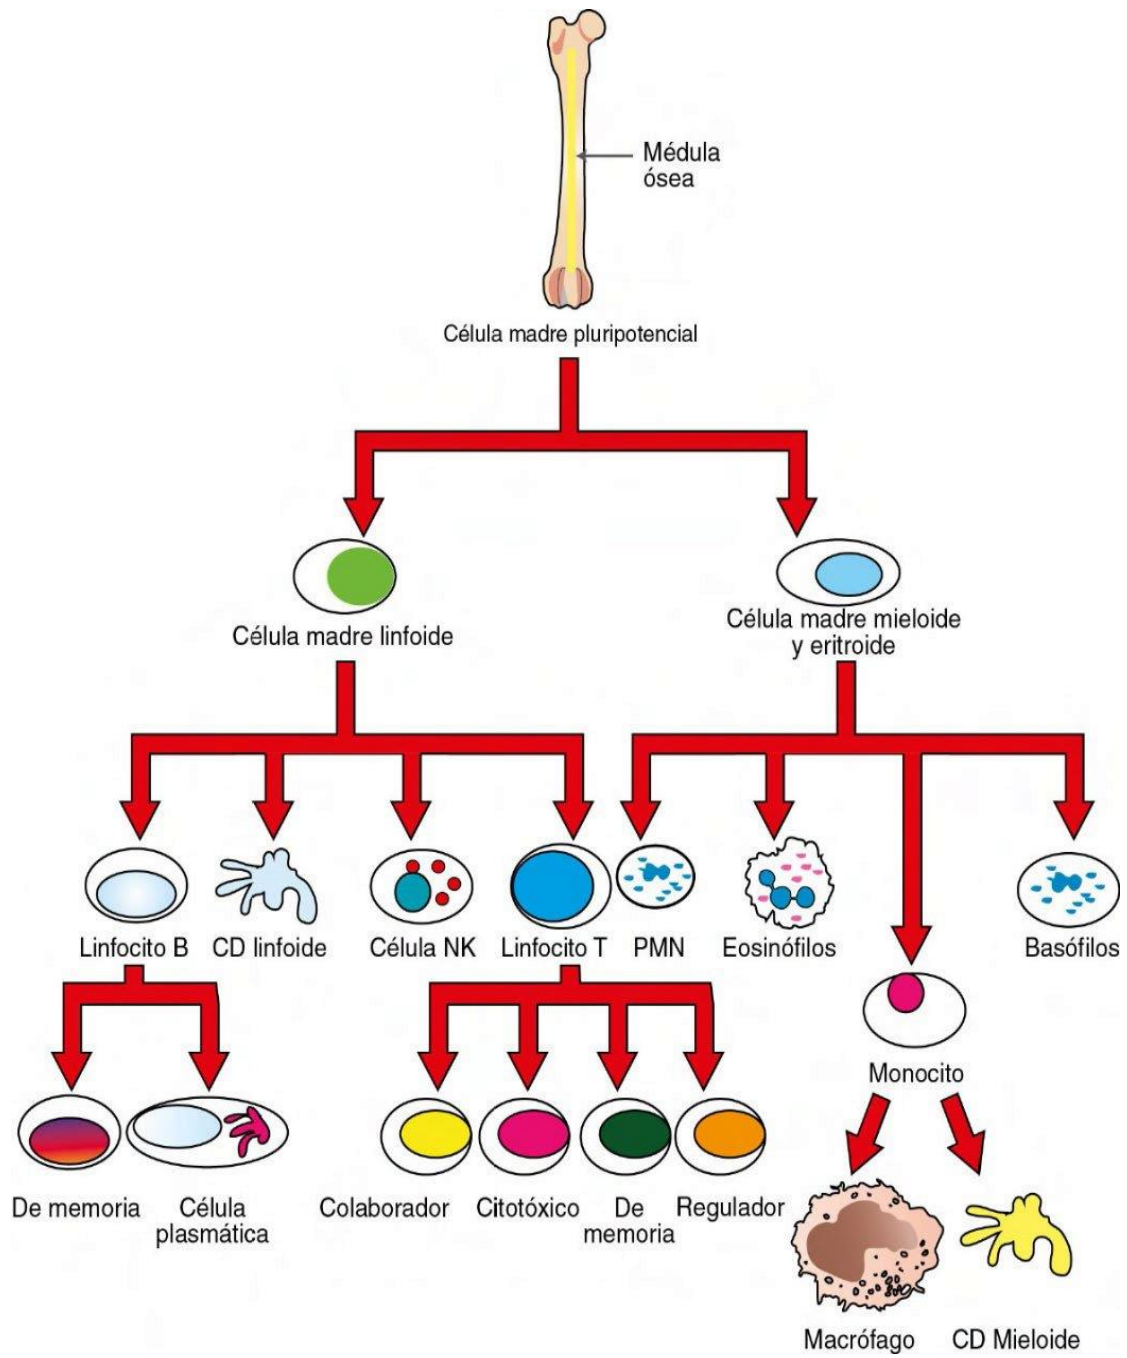 Médula
ósea
Célula madre pluripotencial
Célula madre linfoide
Célula madre mieloide
y eritroide
Linfocito B
CD linfoide
Célula NK
Linfocito T
PMN
Eosinófilos
Basófilos
Monocito
De memoria
Célula
plasmática
Colaborador
Citotóxico
De
memoria
Regulador
Macrófago
CD Mieloide